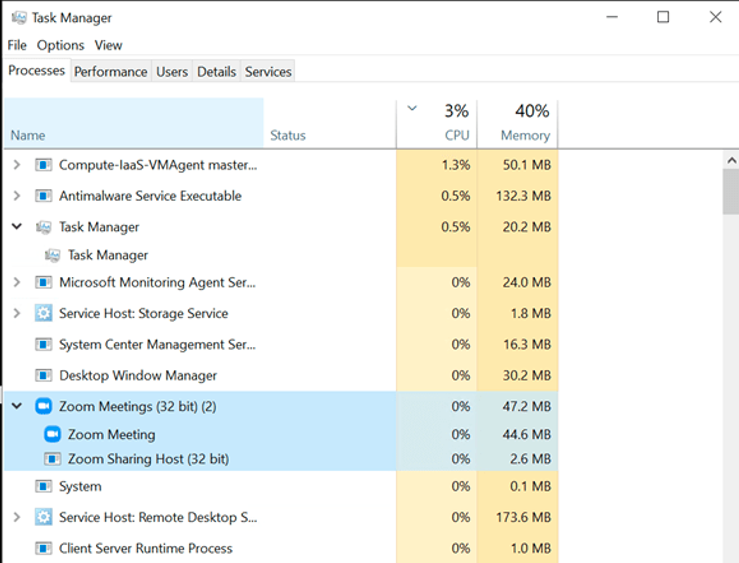 Task Manager
File Options View
Processes Performance Users Details Services
3% 40%
Name Status CPU Memory
Compute-IaaS-VMAgent master... 1.3% 50.1 MB
Antimalware Service Executable 0.5% 132.3 MB
Task Manager 0.5% 20.2 MB
Task Manager
Microsoft Monitoring Agent Ser... 0% 24.0 MB
Service Host: Storage Service 0% 1.8 MB
System Center Management Ser... 0% 16.3 MB
Desktop Window Manager 0% 30.2 MB
Zoom Meetings (32 bit) (2) 0% 47.2 MB
Zoom Meeting 0% 44.6 MB
Zoom Sharing Host (32 bit) 0% 2.6 MB
System 0% 0.1 MB
Service Host: Remote Desktop S... 0% 173.6 MB
Client Server Runtime Process 0% 1.0 MB